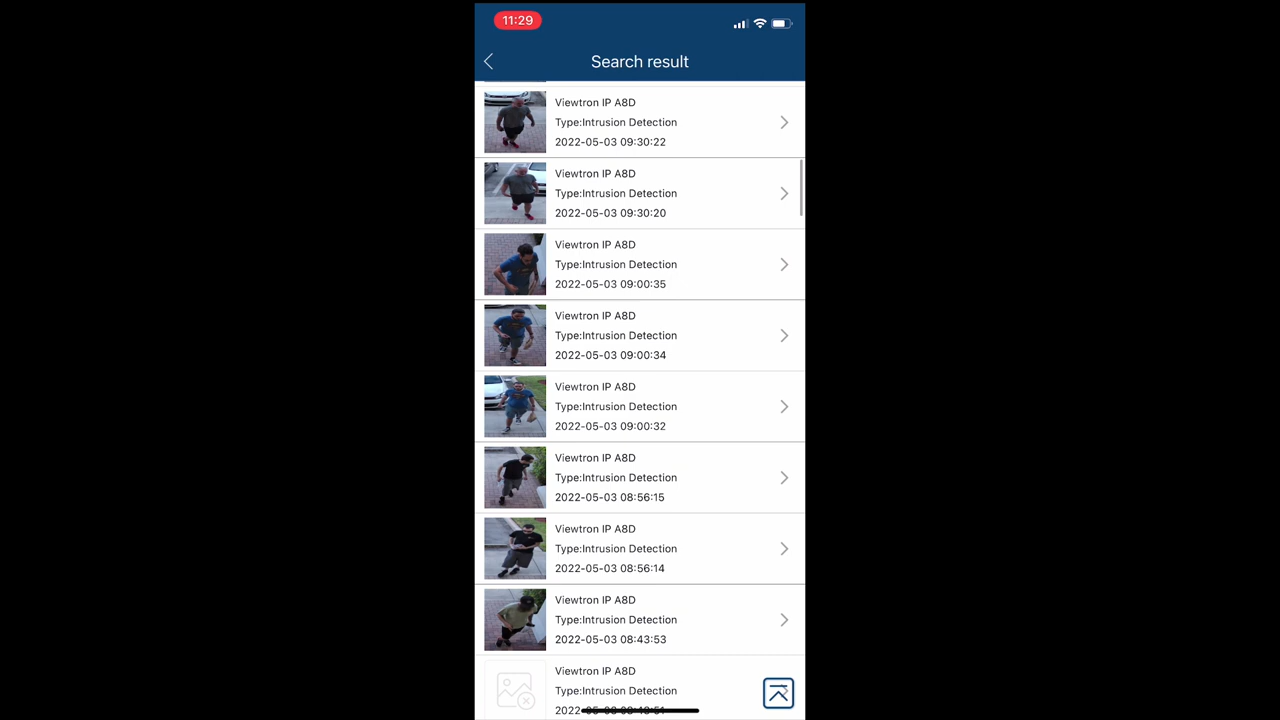 11:29
Search result
Viewtron IP A8D
Type:Intrusion Detection
2022-05-03 09:30:22
Viewtron IP A8D
Type:Intrusion Detection
2022-05-03 09:30:20
Viewtron IP A8D
Type:Intrusion Detection
2022-05-03 09:00:35
Viewtron IP A8D
Type:Intrusion Detection
2022-05-03 09:00:34
Viewtron IP A8D
Type:Intrusion Detection
2022-05-03 09:00:32
Viewtron IP A8D
Type:Intrusion Detection
2022-05-03 08:56:15
Viewtron IP A8D
Type:Intrusion Detection
2022-05-03 08:56:14
Viewtron IP A8D
Type:Intrusion Detection
2022-05-03 08:43:53
Viewtron IP A8D
Type:Intrusion Detection